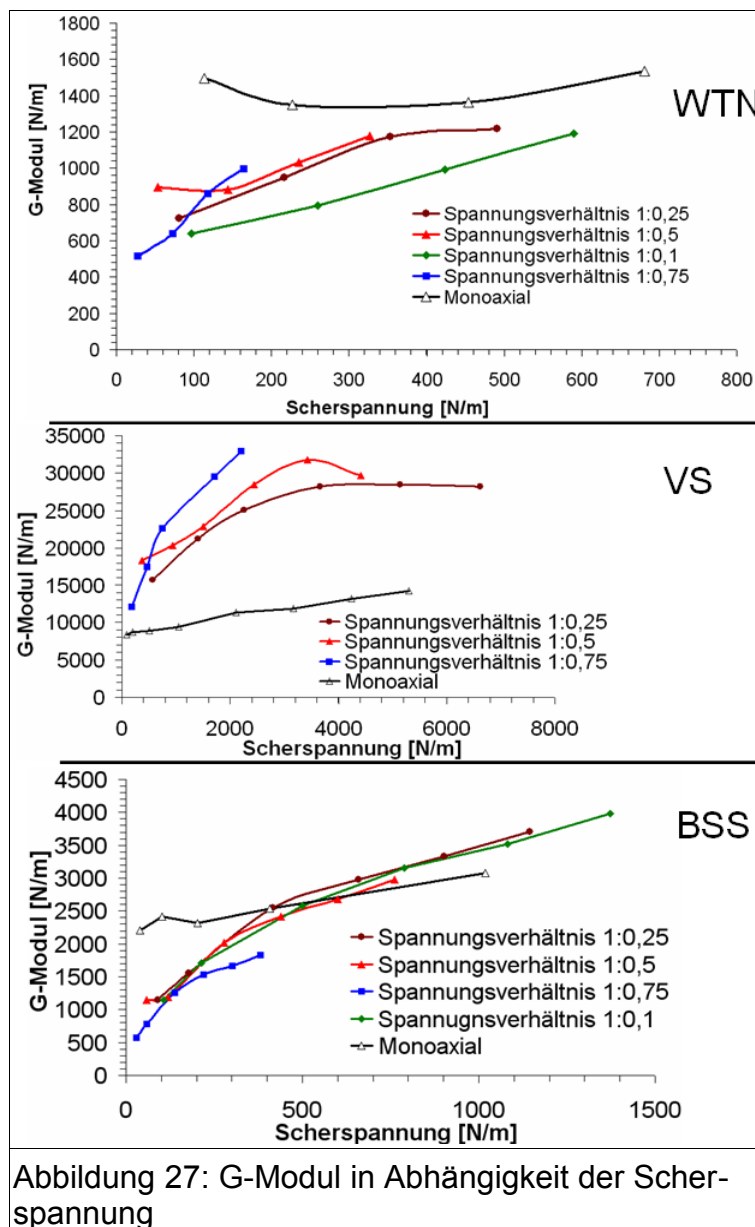 1800
1600
1400
1200
1000
800
600
400
200
0
G-Modul [N/m]
WTN
Spannungsverhältnis 1:0,25
Spannungsverhältnis 1:0,5
Spannungsverhältnis 1:0,1
Spannungsverhältnis 1:0,75
Monoaxial
0 100 200 300 400 500 600 700 800
Scherspannung [N/m]
35000
30000
25000
20000
15000
10000
5000
0
G-Modul [N/m]
VS
Spannungsverhältnis 1:0,25
Spannungsverhältnis 1:0,5
Spannungsverhältnis 1:0,75
Monoaxial
0 2000 4000 6000 8000
Scherspannung [N/m]
4500
4000
3500
3000
2500
2000
1500
1000
500
0
G-Modul [N/m]
BSS
Spannungsverhältnis 1:0,25
Spannungsverhältnis 1:0,5
Spannungsverhältnis 1:0,75
Spannugnsverhältnis 1:0,1
Monoaxial
0 500 1000 1500
Scherspannung [N/m]
Abbildung 27: G-Modul in Abhängigkeit der Scher-
spannung